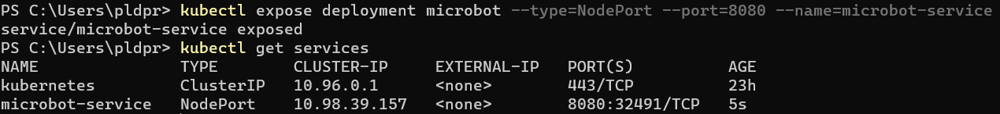 PS C:\Users\pldpr> kubectl expose deployment microbot --type=NodePort --port=8080 --name=microbot-service
service/microbot-service exposed
PS C:\Users\pldpr> kubectl get services
NAME TYPE CLUSTER-IP EXTERNAL-IP PORT(S) AGE
kubernetes ClusterIP 10.96.0.1 <none> 443/TCP 23h
microbot-service NodePort 10.98.39.157 <none> 8080:32491/TCP 5s